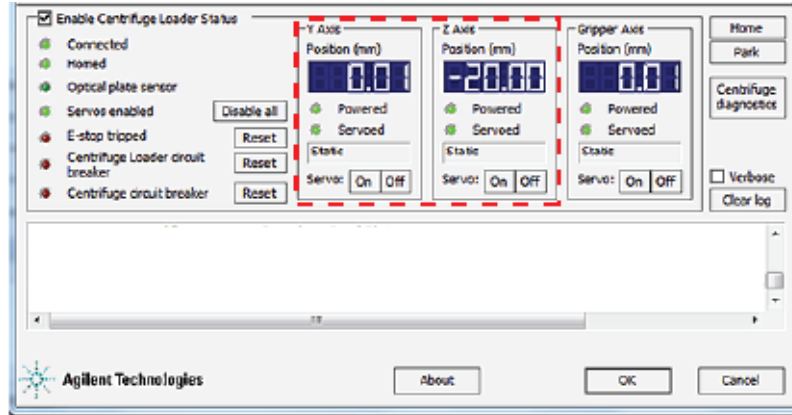 Enable Centrifuge Loader Status
Connected
Homed
Optical plate sensor
Servos enabled
Disable all
E-stop tripped
Reset
Centrifuge Loader circuit
breaker
Reset
Centrifuge circuit breaker
Reset
Y Axis
Position (mm)
0.01
Powered
Servoed
Static
Servo: On Off
Z Axis
Position (mm)
-20.00
Powered
Servoed
Static
Servo: On Off
Gripper Axis
Position (mm)
0.01
Powered
Servoed
Static
Servo: On Off
Home
Park
Centrifuge
diagnostics
Verbose
Clear log
Agilent Technologies
About
OK
Cancel